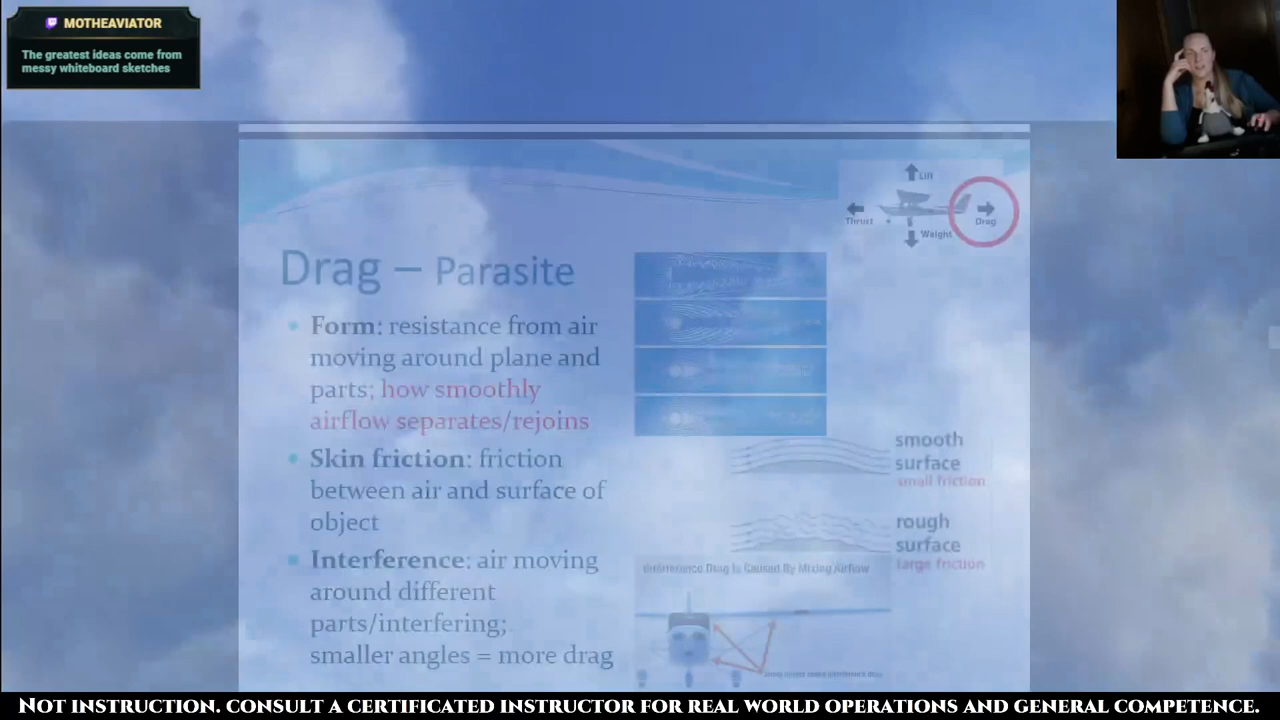 MOTHEAVIATOR
The greatest ideas come from
messy whiteboard sketches
Lift
Thrust
Drag
Weight
Drag – Parasite
Form: resistance from air
moving around plane and
parts; how smoothly
airflow separates/rejoins
Skin friction: friction
between air and surface of
object
Interference: air moving
around different
parts/interfering;
smaller angles = more drag
smooth
surface
small friction
rough
surface
large friction
Interference Drag Is Caused By Mixing Airflow
NOT INSTRUCTION. CONSULT A CERTIFICATED INSTRUCTOR FOR REAL WORLD OPERATIONS AND GENERAL COMPETENCE.